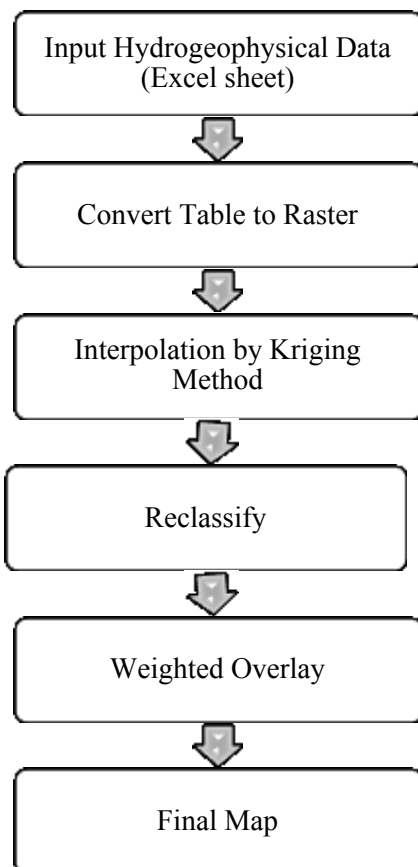 Input Hydrogeophysical Data
(Excel sheet)
Convert Table to Raster
Interpolation by Kriging
Method
Reclassify
Weighted Overlay
Final Map